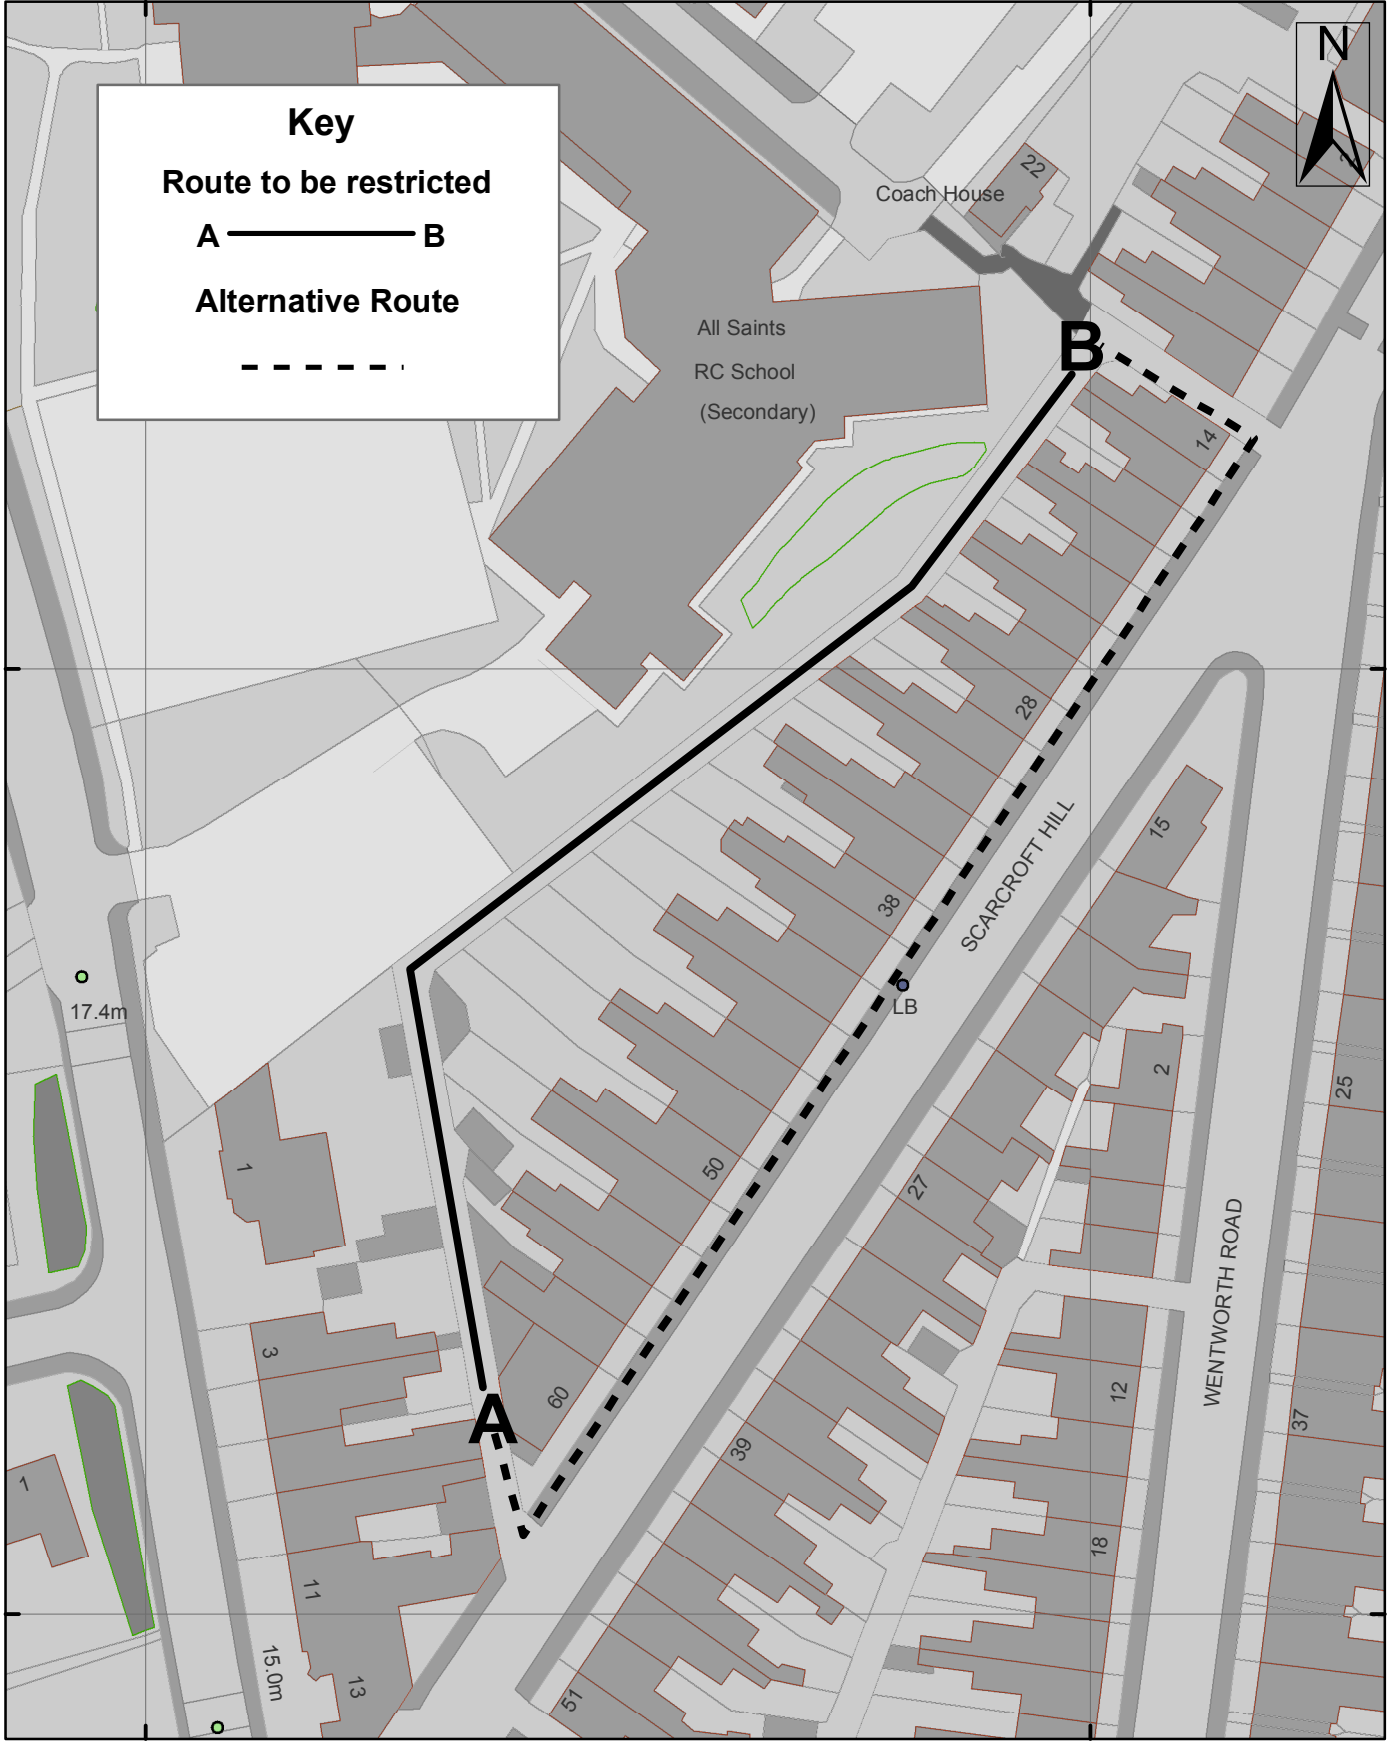 N
Key
Route to be restricted
A B
Alternative Route
22
Coach House
All Saints
RC School
(Secondary)
B
14
28
SCARCROFT HILL
15
38
LB
17.4m
2
25
1
50
27
WENTWORTH ROAD
3
60
12
A
37
39
1
18
11
15.0m
13
51